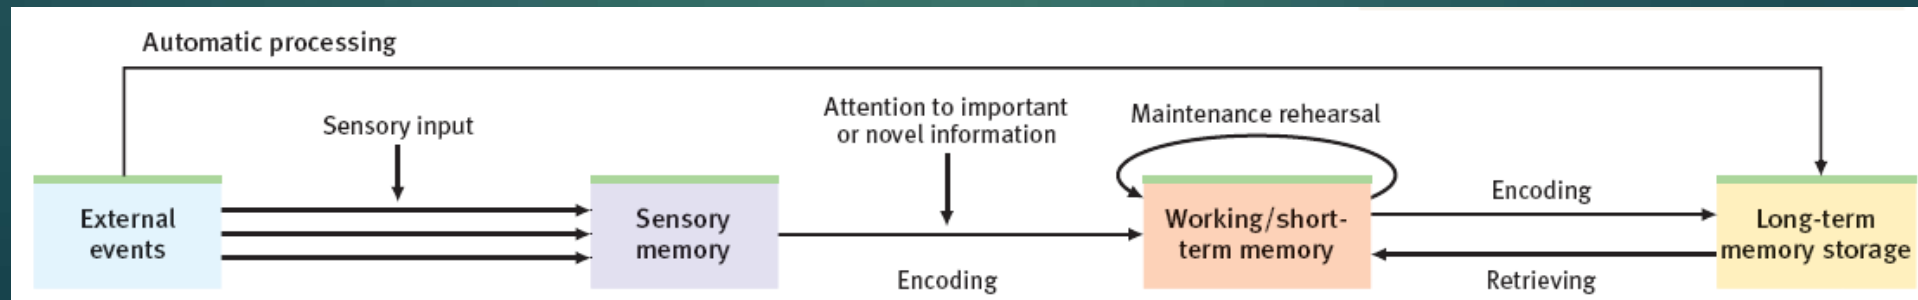 Automatic processing
Sensory input
Attention to important
or novel information
Maintenance rehearsal
External
events
Sensory
memory
Encoding
Working/short-
term memory
Encoding
Retrieving
Long-term
memory storage